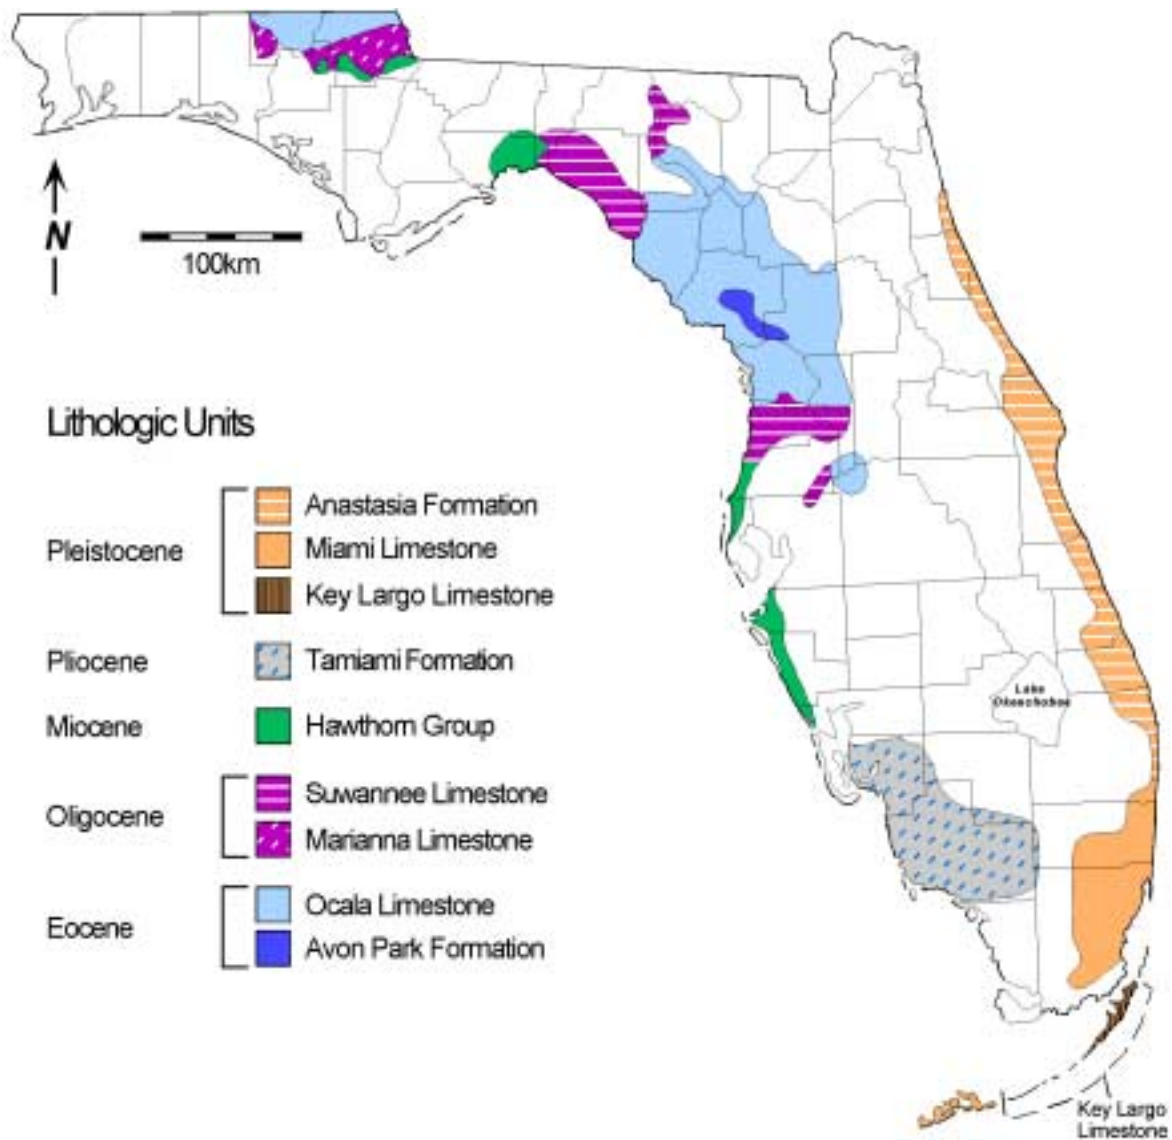 N
100km
Lithologic Units
Pleistocene
Anastasia Formation
Miami Limestone
Key Largo Limestone
Pliocene
Tamiami Formation
Miocene
Hawthorn Group
Oligocene
Suwannee Limestone
Marianna Limestone
Eocene
Ocala Limestone
Avon Park Formation
Lake
Okeechobee
Key Largo
Limestone